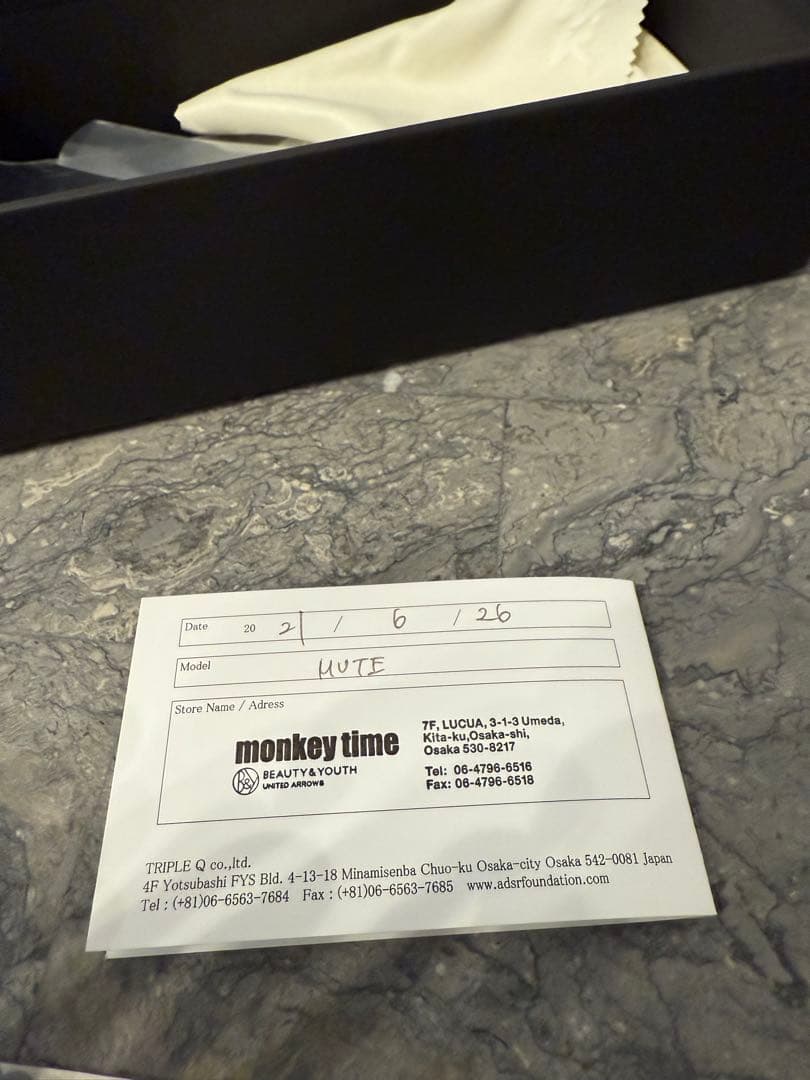 Date 20 21 / 6 / 26
Model MUTE
Store Name / Adress
monkey time
BEAUTY&YOUTH
UNITED ARROWS
7F, LUCUA, 3-1-3 Umeda,
Kita-ku,Osaka-shi,
Osaka 530-8217
Tel: 06-4796-6516
Fax: 06-4796-6518
TRIPLE Q co.,ltd.
4F Yotsubashi FYS Bld. 4-13-18 Minamisenba Chuo-ku Osaka-city Osaka 542-0081 Japan
Tel : (+81)06-6563-7684 Fax : (+81)06-6563-7685 www.adsrfoundation.com